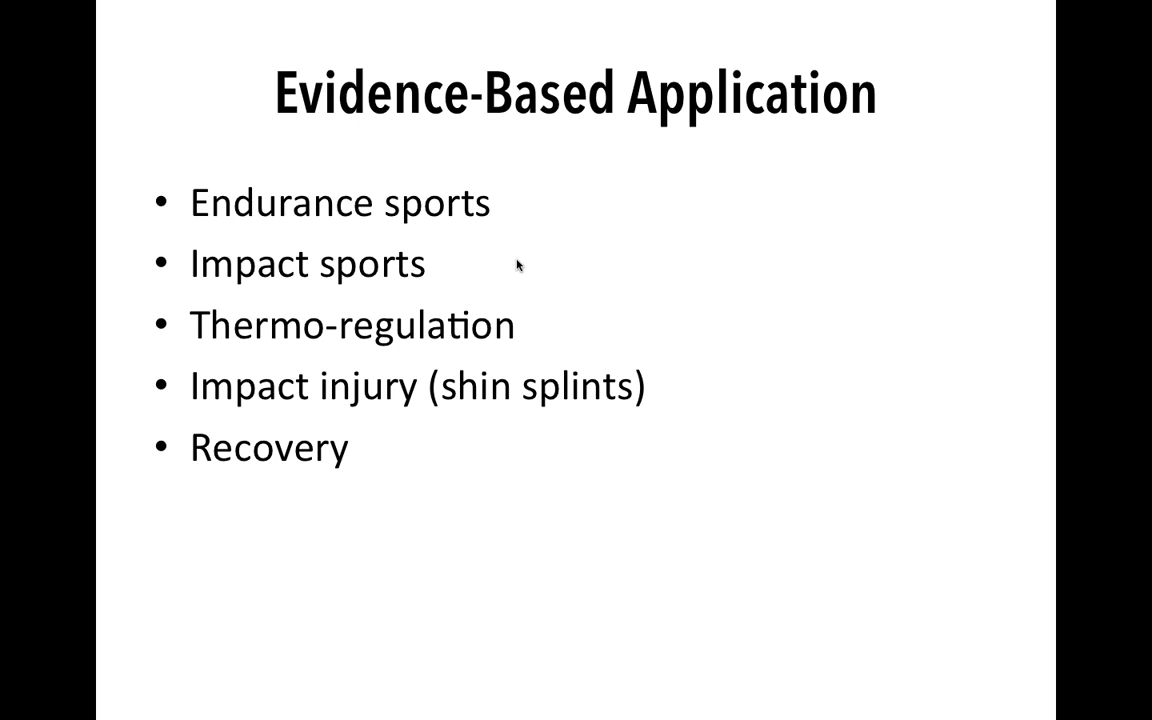 Evidence-Based Application
• Endurance sports
• Impact sports
• Thermo-regulation
• Impact injury (shin splints)
• Recovery